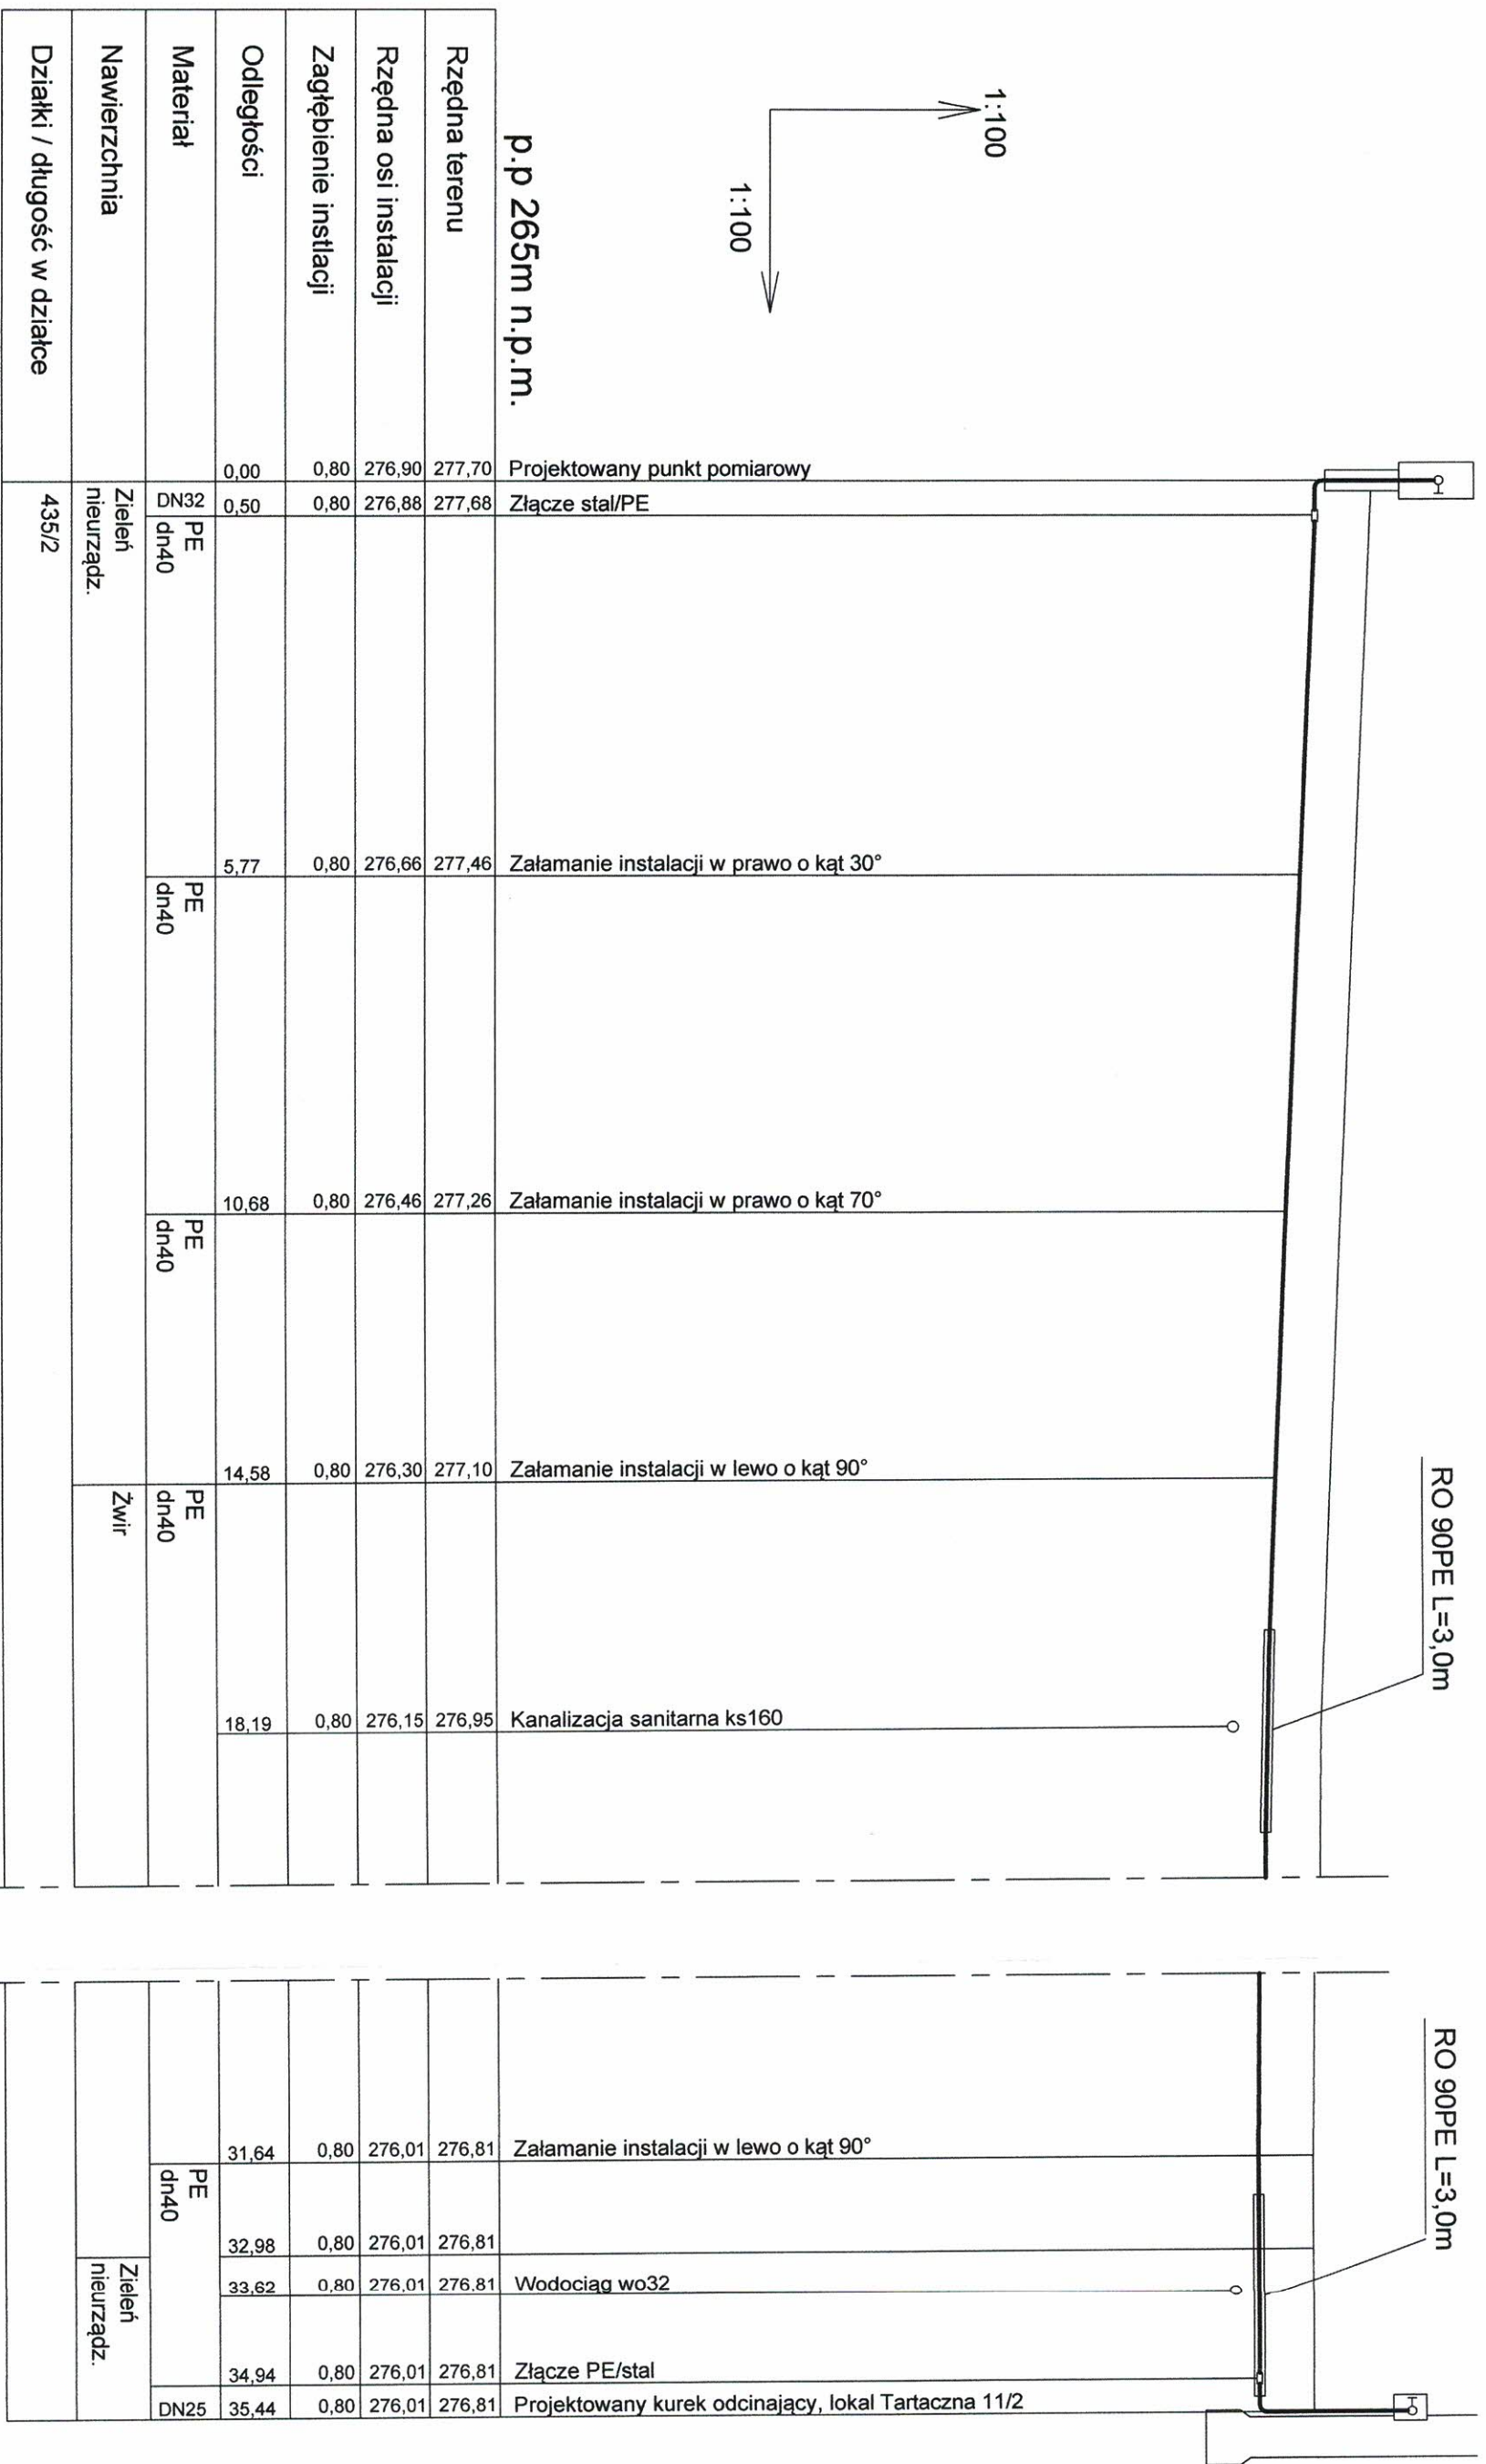 1:100
1:100
RO 90PE L=3,0m
RO 90PE L=3,0m
p.p 265m n.p.m.
Projektowany punkt pomiarowy
Złącze stal/PE
Załamanie instalacji w prawo o kąt 30°
Załamanie instalacji w prawo o kąt 70°
Załamanie instalacji w lewo o kąt 90°
Kanalizacja sanitarna ks160
Załamanie instalacji w lewo o kąt 90°
Wodociąg wo32
Złącze PE/stal
Projektowany kurek odcinający, lokal Tartaczna 11/2
Rzędna terenu
277,70
277,68
277,46
277,26
277,10
276,95
276,81
276,81
276,81
276,81
276,81
Rzędna osi instalacji
276,90
276,88
276,66
276,46
276,30
276,15
276,01
276,01
276,01
276,01
276,01
Zagłębienie instlacji
0,80
0,80
0,80
0,80
0,80
0,80
0,80
0,80
0,80
0,80
0,80
Odległości
0,00
0,50
5,77
10,68
14,58
18,19
31,64
32,98
33,62
34,94
35,44
Materiał
DN32
PE
dn40
PE
dn40
PE
dn40
PE
dn40
PE
dn40
DN25
Nawierzchnia
Zieleń
nieurządz.
Żwir
Zieleń
nieurządz.
Działki / długość w działce
435/2